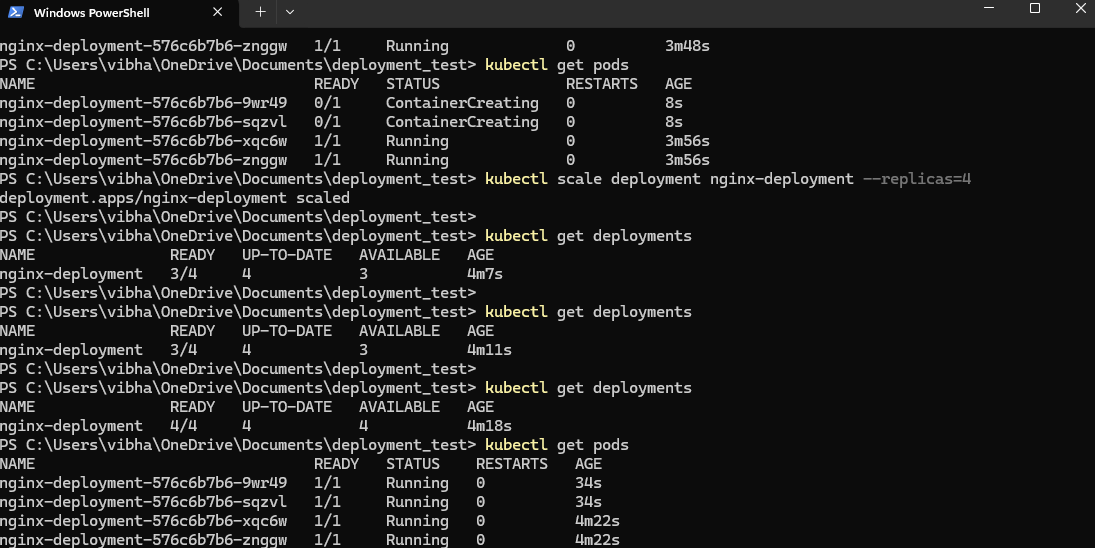 Windows PowerShell
nginx-deployment-576c6b7b6-znggw   1/1     Running             0          3m48s
PS C:\Users\vibha\OneDrive\Documents\deployment_test> kubectl get pods
NAME                               READY   STATUS              RESTARTS   AGE
nginx-deployment-576c6b7b6-9wr49   0/1     ContainerCreating   0          8s
nginx-deployment-576c6b7b6-sqzvl   0/1     ContainerCreating   0          8s
nginx-deployment-576c6b7b6-xqc6w   1/1     Running             0          3m56s
nginx-deployment-576c6b7b6-znggw   1/1     Running             0          3m56s
PS C:\Users\vibha\OneDrive\Documents\deployment_test> kubectl scale deployment nginx-deployment --replicas=4
deployment.apps/nginx-deployment scaled
PS C:\Users\vibha\OneDrive\Documents\deployment_test>
PS C:\Users\vibha\OneDrive\Documents\deployment_test> kubectl get deployments
NAME               READY   UP-TO-DATE   AVAILABLE   AGE
nginx-deployment   3/4     4            3           4m7s
PS C:\Users\vibha\OneDrive\Documents\deployment_test>
PS C:\Users\vibha\OneDrive\Documents\deployment_test> kubectl get deployments
NAME               READY   UP-TO-DATE   AVAILABLE   AGE
nginx-deployment   3/4     4            3           4m11s
PS C:\Users\vibha\OneDrive\Documents\deployment_test>
PS C:\Users\vibha\OneDrive\Documents\deployment_test> kubectl get deployments
NAME               READY   UP-TO-DATE   AVAILABLE   AGE
nginx-deployment   4/4     4            4           4m18s
PS C:\Users\vibha\OneDrive\Documents\deployment_test> kubectl get pods
NAME                               READY   STATUS    RESTARTS   AGE
nginx-deployment-576c6b7b6-9wr49   1/1     Running   0          34s
nginx-deployment-576c6b7b6-sqzvl   1/1     Running   0          34s
nginx-deployment-576c6b7b6-xqc6w   1/1     Running   0          4m22s
nginx-deployment-576c6b7b6-znggw   1/1     Running   0          4m22s